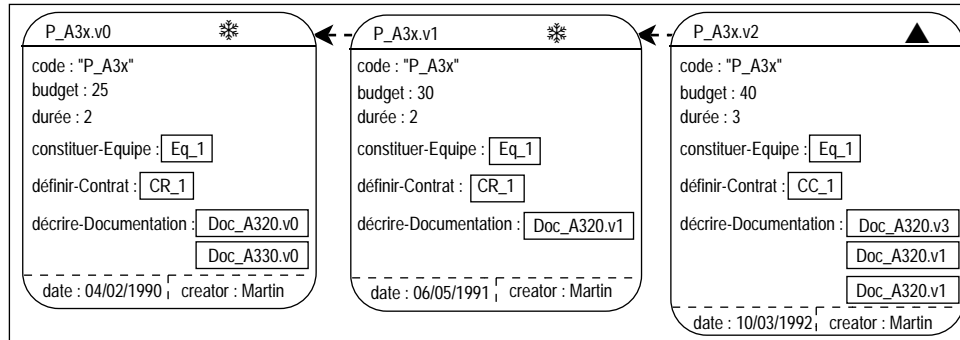 P_A3x.v0
code : "P_A3x"
budget : 25
durée : 2
constituer-Equipe : Eq_1
définir-Contrat : CR_1
décrire-Documentation : Doc_A320.v0
Doc_A330.v0
date : 04/02/1990 creator : Martin
P_A3x.v1
code : "P_A3x"
budget : 30
durée : 2
constituer-Equipe : Eq_1
définir-Contrat : CR_1
décrire-Documentation : Doc_A320.v1
date : 06/05/1991 creator : Martin
P_A3x.v2
code : "P_A3x"
budget : 40
durée : 3
constituer-Equipe : Eq_1
définir-Contrat : CC_1
décrire-Documentation : Doc_A320.v3
Doc_A320.v1
Doc_A320.v1
date : 10/03/1992 creator : Martin